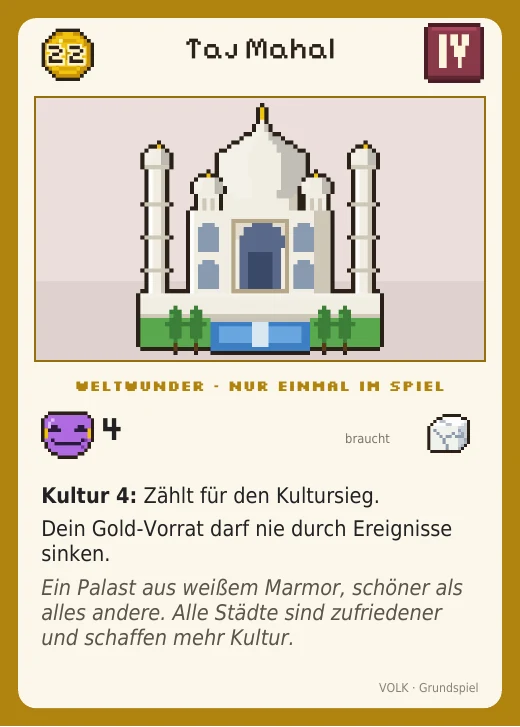 22 Taj Mahal IV
WELTWUNDER - NUR EINMAL IM SPIEL
4 braucht
Kultur 4: Zählt für den Kultursieg.
Dein Gold-Vorrat darf nie durch Ereignisse
sinken.
Ein Palast aus weißem Marmor, schöner als
alles andere. Alle Städte sind zufriedener
und schaffen mehr Kultur.
VOLK · Grundspiel